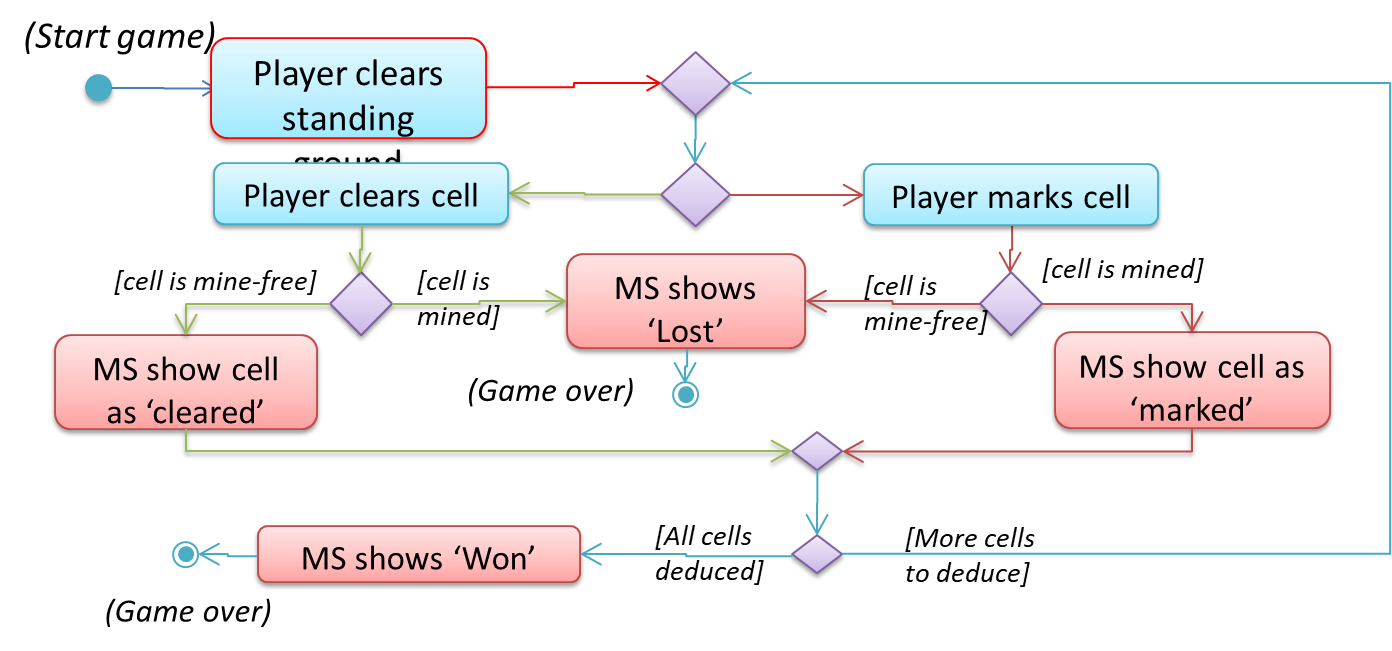 (Start game)
Player clears
standing
ground
Player clears cell
Player marks cell
[cell is mine-free]
[cell is
mined]
MS shows
‘Lost’
[cell is
mine-free]
[cell is mined]
MS show cell
as ‘cleared’
(Game over)
MS show cell as
‘marked’
MS shows ‘Won’
[All cells
deduced]
[More cells
to deduce]
(Game over)